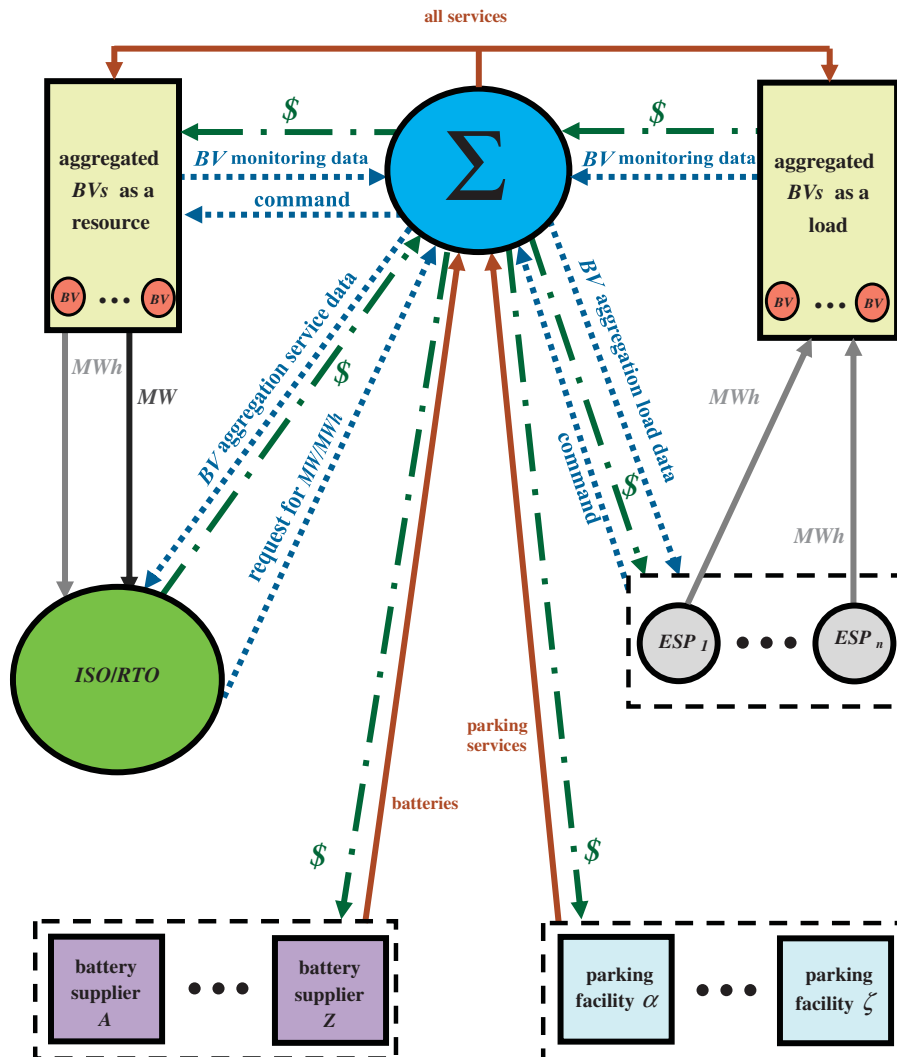 all services
$
$
aggregated
BVs as a
resource
BV monitoring data
command
Σ
BV monitoring data
aggregated
BVs as a
load
BV ... BV
BV ... BV
MWh
MW
BV aggregation service data
$
request for MW/MWh
BV aggregation load data
$
command
MWh
MWh
ISO/RTO
ESP 1 ... ESP n
parking
services
batteries
$
$
battery
supplier
A
...
battery
supplier
Z
parking
facility α
...
parking
facility ζ